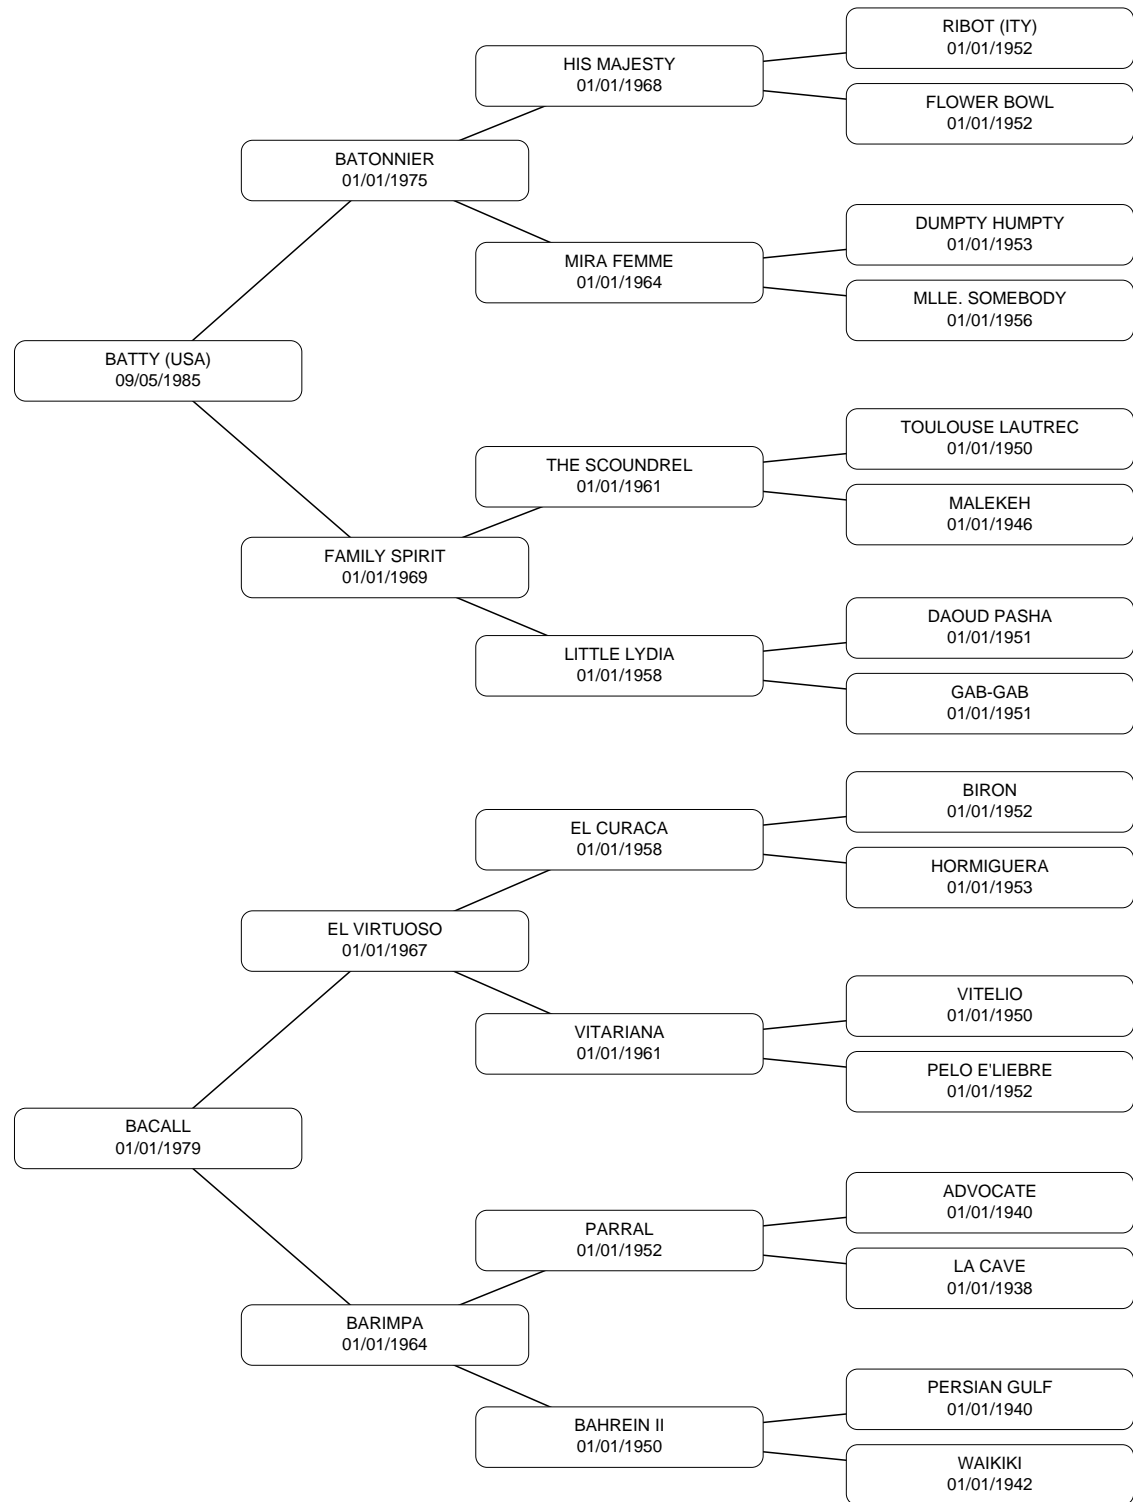 RIBOT (ITY)
01/01/1952
HIS MAJESTY
01/01/1968
FLOWER BOWL
01/01/1952
BATONNIER
01/01/1975
DUMPTY HUMPTY
01/01/1953
MIRA FEMME
01/01/1964
MLLE. SOMEBODY
01/01/1956
BATTY (USA)
09/05/1985
TOULOUSE LAUTREC
01/01/1950
THE SCOUNDREL
01/01/1961
MALEKEH
01/01/1946
FAMILY SPIRIT
01/01/1969
DAOUD PASHA
01/01/1951
LITTLE LYDIA
01/01/1958
GAB-GAB
01/01/1951
BIRON
01/01/1952
EL CURACA
01/01/1958
HORMIGUERA
01/01/1953
EL VIRTUOSO
01/01/1967
VITELIO
01/01/1950
VITARIANA
01/01/1961
PELO E'LIEBRE
01/01/1952
BACALL
01/01/1979
ADVOCATE
01/01/1940
PARRAL
01/01/1952
LA CAVE
01/01/1938
BARIMPA
01/01/1964
PERSIAN GULF
01/01/1940
BAHREIN II
01/01/1950
WAIKIKI
01/01/1942